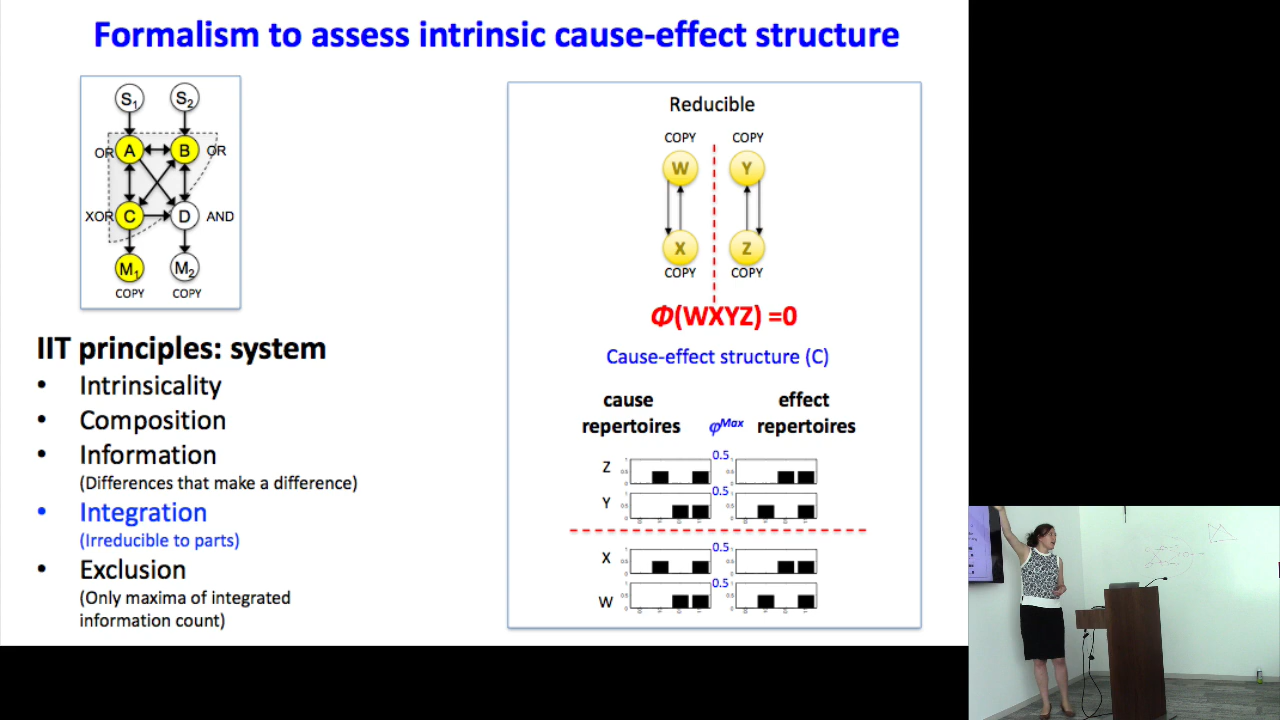 Formalism to assess intrinsic cause-effect structure
S1 S2
OR A B OR
XOR C D AND
M1 M2
COPY COPY
IIT principles: system
• Intrinsicality
• Composition
• Information
(Differences that make a difference)
• Integration
(Irreducible to parts)
• Exclusion
(Only maxima of integrated
information count)
Reducible
COPY COPY
W Y
X Z
COPY COPY
Φ(WXYZ) =0
Cause-effect structure (C)
cause effect
repertoires φMax repertoires
Z 0.5
Y 0.5
X 0.5
W 0.5